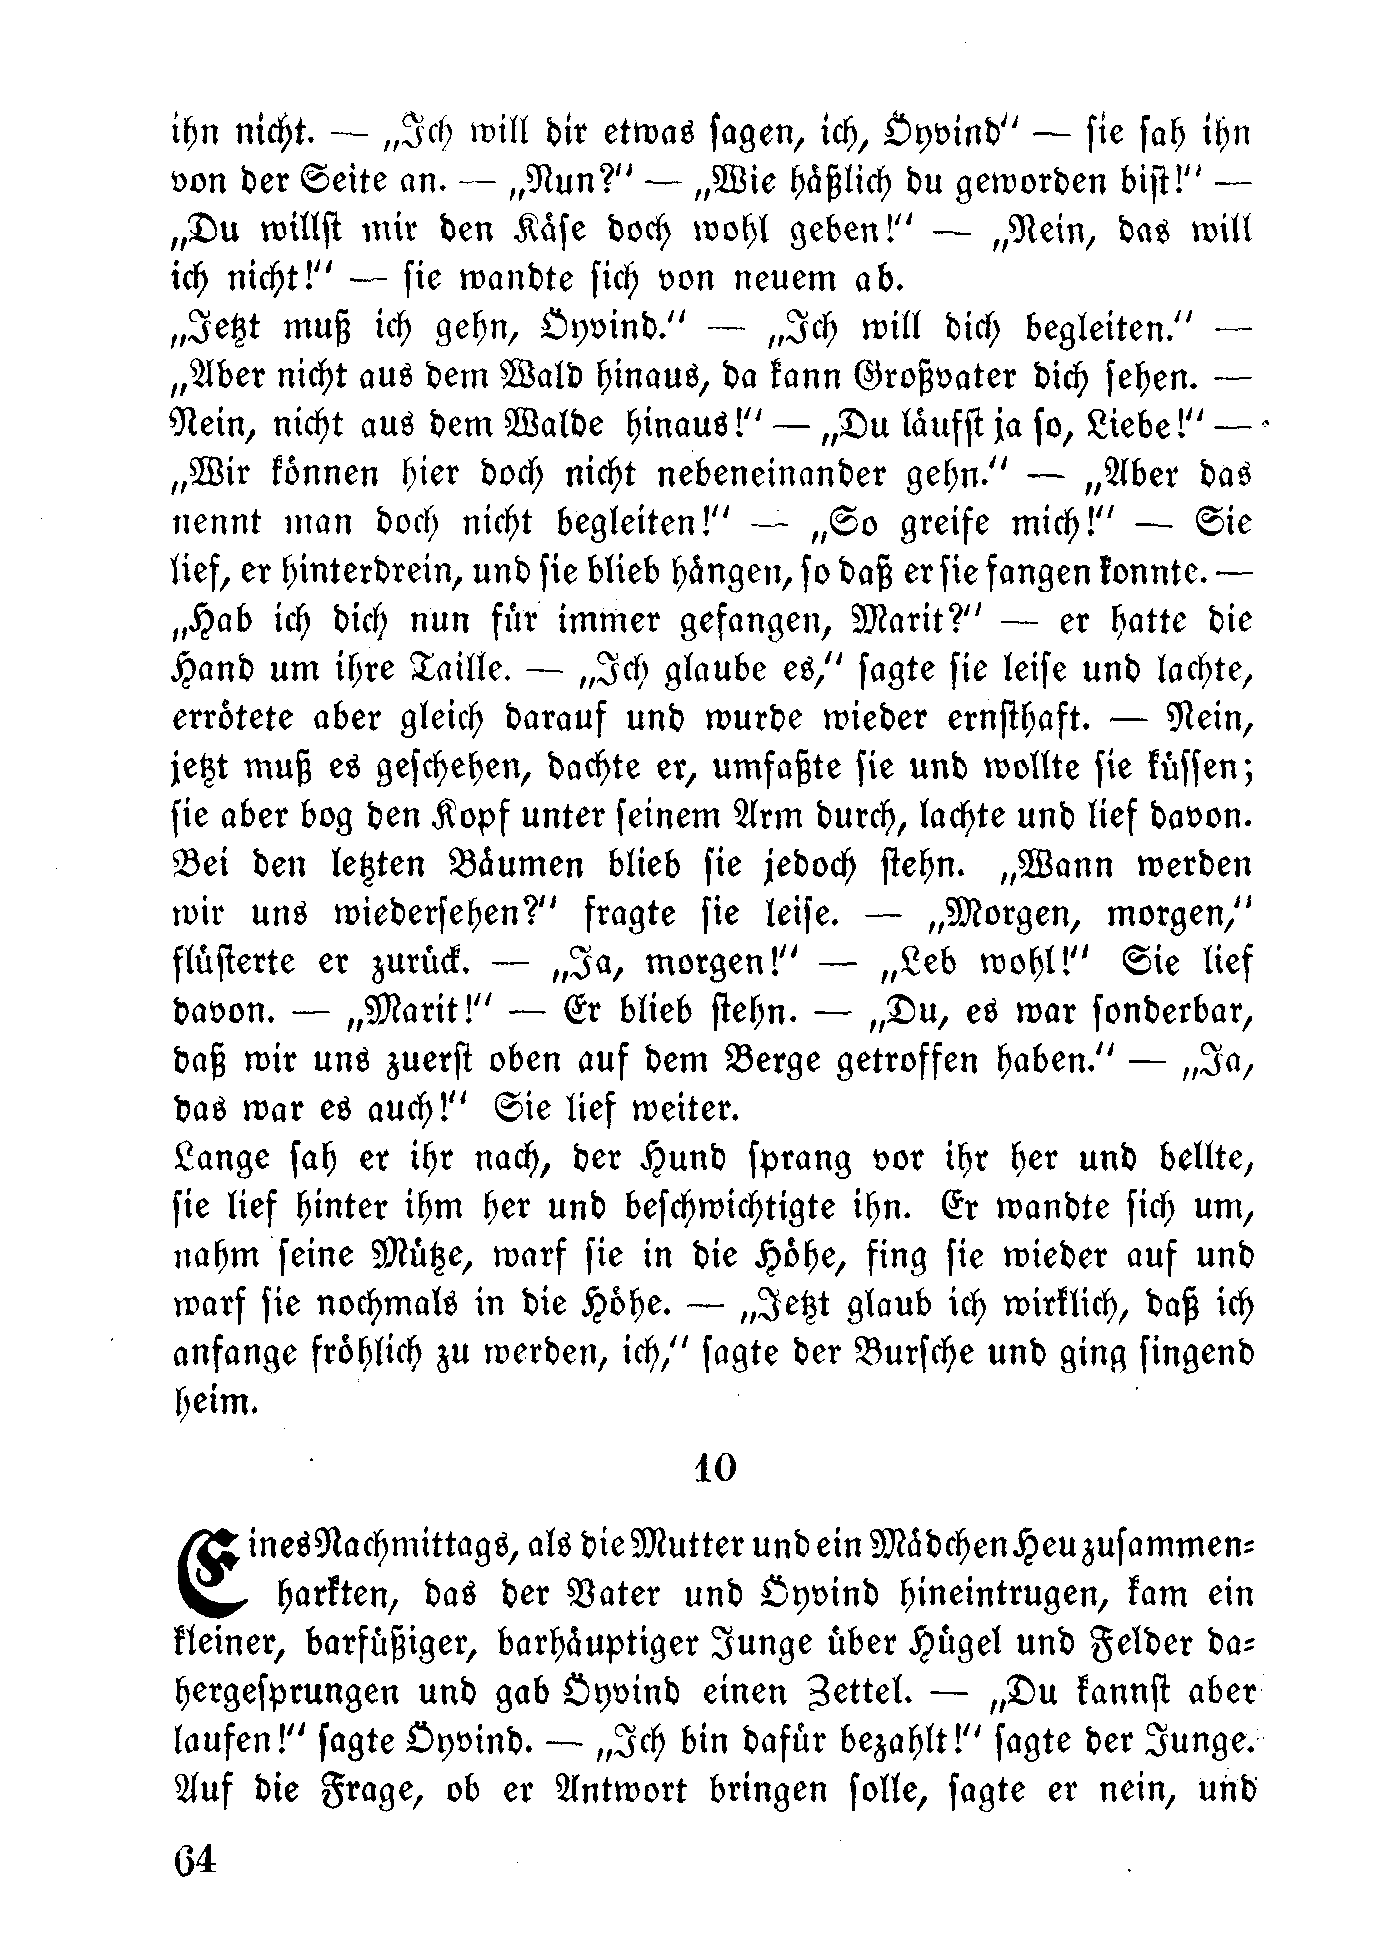 ihn nicht. — „Ich will dir etwas sagen, ich, Öyvind“ — sie sah ihn
von der Seite an. — „Nun?“ — „Wie häßlich du geworden bist!“ —
„Du willst mir den Käse doch wohl geben!“ — „Nein, das will
ich nicht!“ — sie wandte sich von neuem ab.
„Jetzt muß ich gehn, Öyvind.“ — „Ich will dich begleiten.“ —
„Aber nicht aus dem Wald hinaus, da kann Großvater dich sehen. —
Nein, nicht aus dem Walde hinaus!“ — „Du läufst ja so, Liebe!“ —
„Wir können hier doch nicht nebeneinander gehn.“ — „Aber das
nennt man doch nicht begleiten!“ — „So greife mich!“ — Sie
lief, er hinterdrein, und sie blieb hängen, so daß er sie fangen konnte. —
„Hab ich dich nun für immer gefangen, Marit?“ — er hatte die
Hand um ihre Taille. — „Ich glaube es,“ sagte sie leise und lachte,
errötete aber gleich darauf und wurde wieder ernsthaft. — Nein,
jetzt muß es geschehen, dachte er, umfaßte sie und wollte sie küssen;
sie aber bog den Kopf unter seinem Arm durch, lachte und lief davon.
Bei den letzten Bäumen blieb sie jedoch stehn. „Wann werden
wir uns wiedersehen?“ fragte sie leise. — „Morgen, morgen,“
flüsterte er zurück. — „Ja, morgen!“ — „Leb wohl!“ Sie lief
davon. — „Marit!“ — Er blieb stehn. — „Du, es war sonderbar,
daß wir uns zuerst oben auf dem Berge getroffen haben.“ — „Ja,
das war es auch!“ Sie lief weiter.
Lange sah er ihr nach, der Hund sprang vor ihr her und bellte,
sie lief hinter ihm her und beschwichtigte ihn. Er wandte sich um,
nahm seine Mütze, warf sie in die Höhe, fing sie wieder auf und
warf sie nochmals in die Höhe. — „Jetzt glaub ich wirklich, daß ich
anfange fröhlich zu werden, ich,“ sagte der Bursche und ging singend
heim.
10
Eines Nachmittags, als die Mutter und ein Mädchen Heu zusammen-
harkten, das der Vater und Öyvind hineintrugen, kam ein
kleiner, barfüßiger, barhäuptiger Junge über Hügel und Felder da-
hergesprungen und gab Öyvind einen Zettel. — „Du kannst aber
laufen!“ sagte Öyvind. — „Ich bin dafür bezahlt!“ sagte der Junge.
Auf die Frage, ob er Antwort bringen solle, sagte er nein, und
64